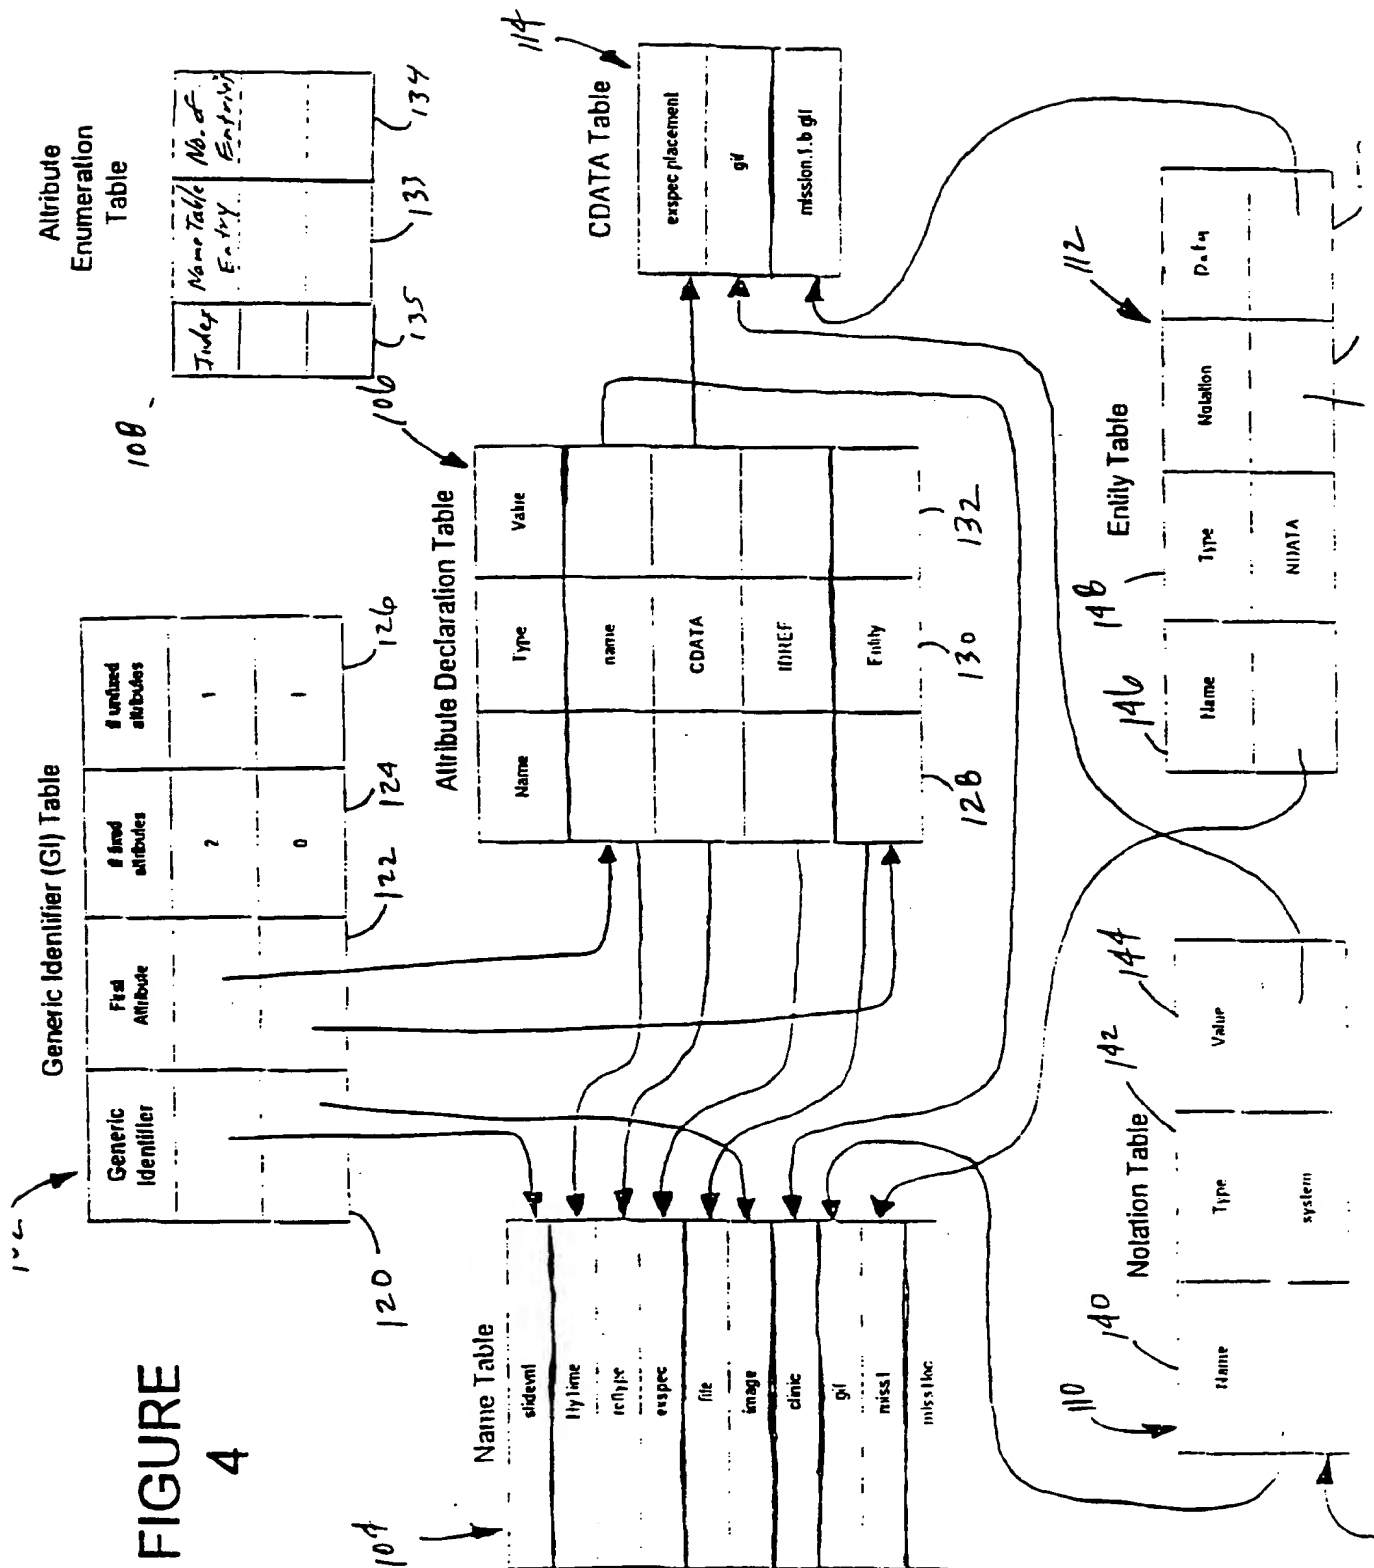 FIGURE
4
Generic Identifier (GI) Table
Generic
Identifier
First
Attribute
# fixed
attributes
# unfixed
attributes
2
1
0
1
120
122
124
126
Attribute
Enumeration
Table
108
Index
Name Table
Entry
No. of
Entries
135
133
134
104
Name Table
slidevnt
HyTime
reftype
exspec
file
image
clinic
gif
miss1
miss1loc
106
Attribute Declaration Table
Name
Type
Value
name
CDATA
IDREF
Entity
128
130
132
114
CDATA Table
exspec placement
gif
mission.1.b gif
110
Notation Table
140
142
144
Name
Type
Value
system
112
Entity Table
146
148
Name
Type
Notation
Data
NDATA